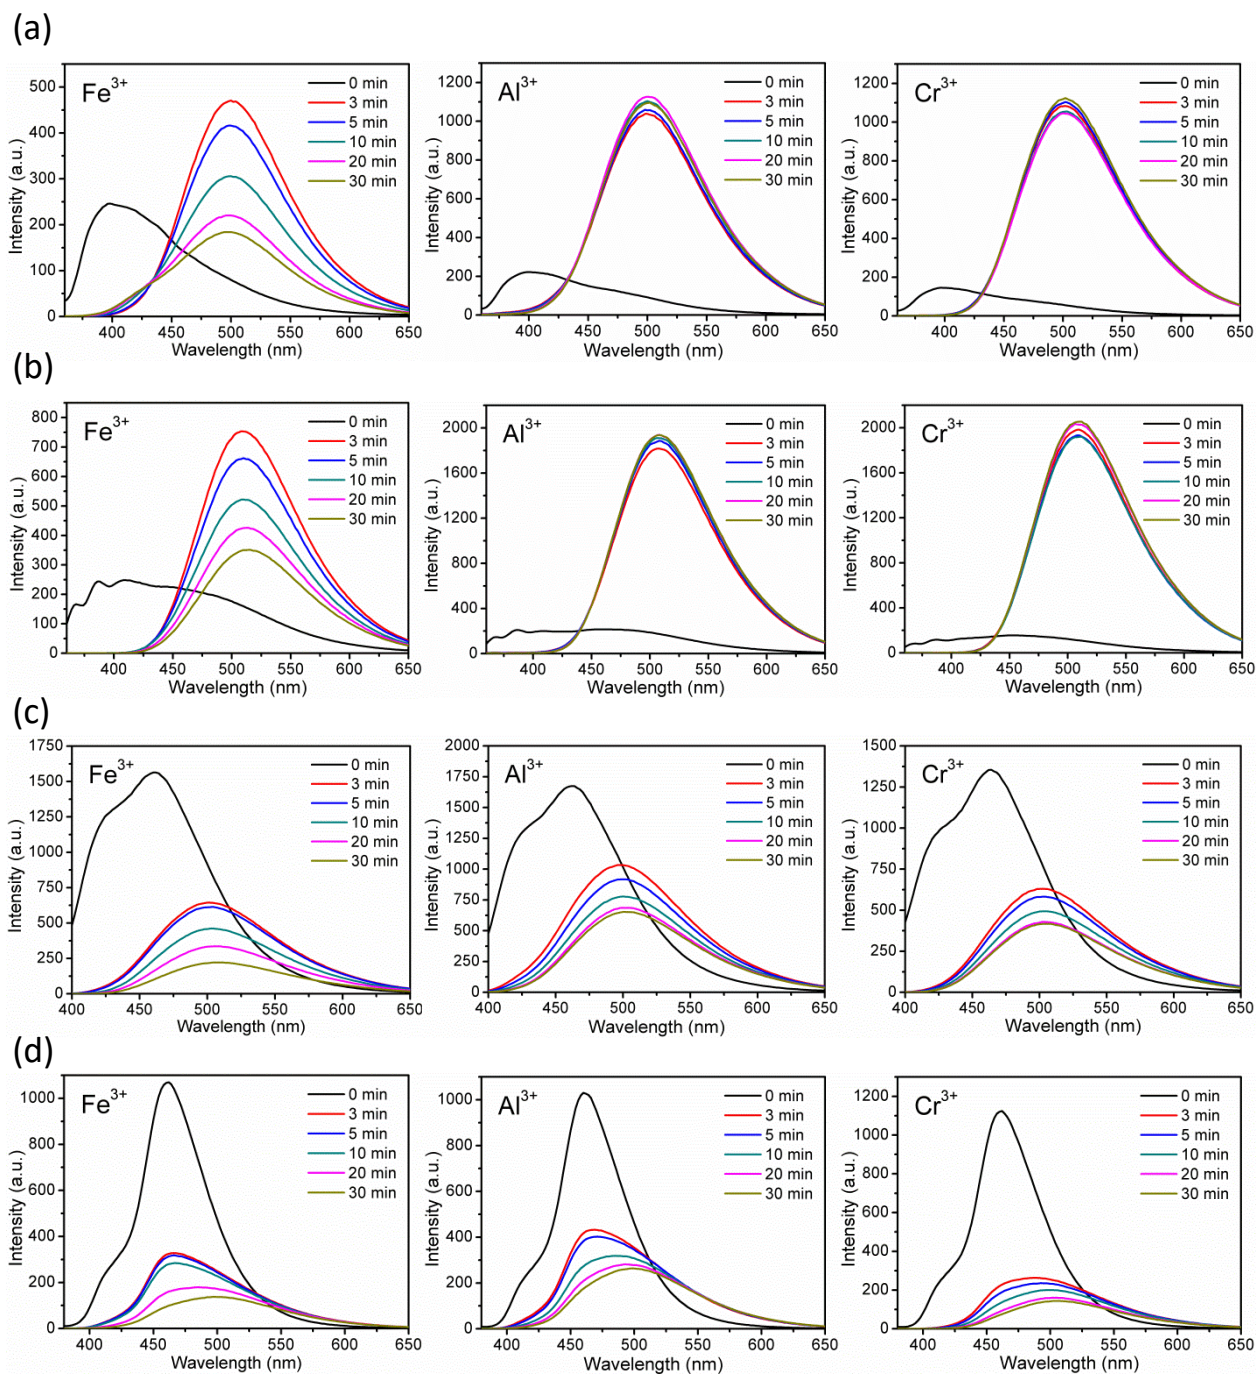 (a)
Fe3+
0 min
3 min
5 min
10 min
20 min
30 min
Intensity (a.u.)
500
400
300
200
100
0
400 450 500 550 600 650
Wavelength (nm)
Al3+
0 min
3 min
5 min
10 min
20 min
30 min
Intensity (a.u.)
1200
1000
800
600
400
200
0
400 450 500 550 600 650
Wavelength (nm)
Cr3+
0 min
3 min
5 min
10 min
20 min
30 min
Intensity (a.u.)
1200
1000
800
600
400
200
0
400 450 500 550 600 650
Wavelength (nm)
(b)
Fe3+
0 min
3 min
5 min
10 min
20 min
30 min
Intensity (a.u.)
800
700
600
500
400
300
200
100
0
400 450 500 550 600 650
Wavelength (nm)
Al3+
0 min
3 min
5 min
10 min
20 min
30 min
Intensity (a.u.)
2000
1600
1200
800
400
0
400 450 500 550 600 650
Wavelength (nm)
Cr3+
0 min
3 min
5 min
10 min
20 min
30 min
Intensity (a.u.)
2000
1600
1200
800
400
0
400 450 500 550 600 650
Wavelength (nm)
(c)
Fe3+
0 min
3 min
5 min
10 min
20 min
30 min
Intensity (a.u.)
1750
1500
1250
1000
750
500
250
0
400 450 500 550 600 650
Wavelength (nm)
Al3+
0 min
3 min
5 min
10 min
20 min
30 min
Intensity (a.u.)
2000
1750
1500
1250
1000
750
500
250
0
400 450 500 550 600 650
Wavelength (nm)
Cr3+
0 min
3 min
5 min
10 min
20 min
30 min
Intensity (a.u.)
1500
1250
1000
750
500
250
0
400 450 500 550 600 650
Wavelength (nm)
(d)
Fe3+
0 min
3 min
5 min
10 min
20 min
30 min
Intensity (a.u.)
1000
800
600
400
200
0
400 450 500 550 600 650
Wavelength (nm)
Al3+
0 min
3 min
5 min
10 min
20 min
30 min
Intensity (a.u.)
1000
800
600
400
200
0
400 450 500 550 600 650
Wavelength (nm)
Cr3+
0 min
3 min
5 min
10 min
20 min
30 min
Intensity (a.u.)
1200
1000
800
600
400
200
0
400 450 500 550 600 650
Wavelength (nm)